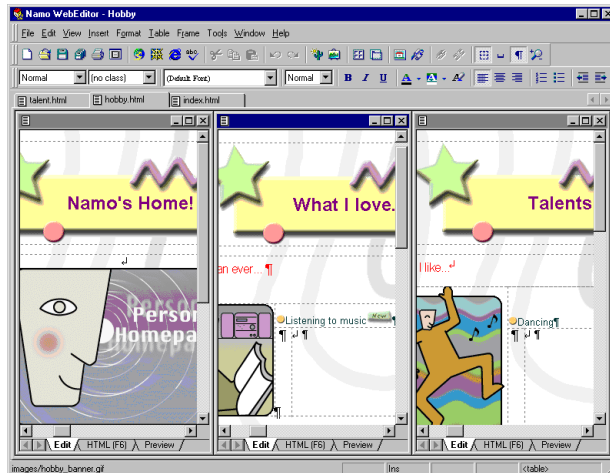 Namo WebEditor - Hobby
File Edit View Insert Format Table Frame Tools Window Help
Normal (no class) (Default Font) Normal B I U A A
talent.html hobby.html index.html
Namo's Home!
Person
Homepa
Edit HTML (F6) Preview
What I love.
an ever... ¶
Listening to music New ¶
¶ ↲ ¶
¶
Edit HTML (F6) Preview
Talents
I like...↲
Dancing¶
¶ ↲ ¶
Edit HTML (F6) Preview
images/hobby_banner.gif Ins <table>